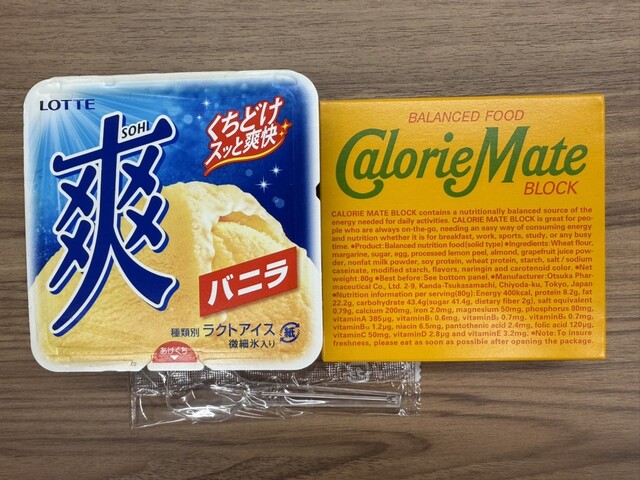 LOTTE
SOH
爽
くちどけ
スッと爽快
バニラ
種類別 ラクトアイス
微細氷入り
紙
あけぐち
BALANCED FOOD
CalorieMate
BLOCK
CALORIE MATE BLOCK contains a nutritionally balanced source of the
energy needed for daily activities. CALORIE MATE BLOCK is great for peo-
ple who are always on-the-go, needing an easy way of consuming energy
and nutrition whether it is for breakfast, work, sports, study, or any busy
time. ●Product: Balanced nutrition food(solid type) ●Ingredients: Wheat flour,
margarine, sugar, egg, processed lemon peel, almond, grapefruit juice pow-
der, nonfat milk powder, soy protein, wheat protein, starch, salt / sodium
caseinate, modified starch, flavors, naringin and carotenoid color. ●Net
weight: 80g ●Best before: See bottom panel. ●Manufacturer: Otsuka Phar-
maceutical Co., Ltd. 2-9, Kanda-Tsukasamachi, Chiyoda-ku, Tokyo, Japan
●Nutrition information per serving(80g): Energy 400kcal, protein 8.2g, fat
22.2g, carbohydrate 43.4g(sugar 41.4g, dietary fiber 2g), salt equivalent
0.79g, calcium 200mg, iron 2.0mg, magnesium 50mg, phosphorus 80mg,
vitaminA 385μg, vitaminB₁ 0.6mg, vitaminB₂ 0.7mg, vitaminB₆ 0.7mg,
vitaminB₁₂ 1.2μg, niacin 6.5mg, pantothenic acid 2.4mg, folic acid 120μg,
vitaminC 50mg, vitaminD 2.8μg and vitaminE 3.2mg. ●Note: To insure
freshness, please eat as soon as possible after opening the package.